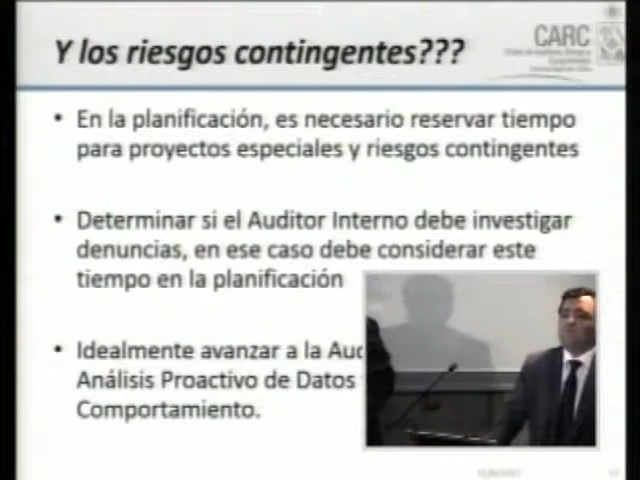 Y los riesgos contingentes???
CARC
• En la planificación, es necesario reservar tiempo
para proyectos especiales y riesgos contingentes
• Determinar si el Auditor Interno debe investigar
denuncias, en ese caso debe considerar este
tiempo en la planificación
• Idealmente avanzar a la Aud
Análisis Proactivo de Datos
Comportamiento.